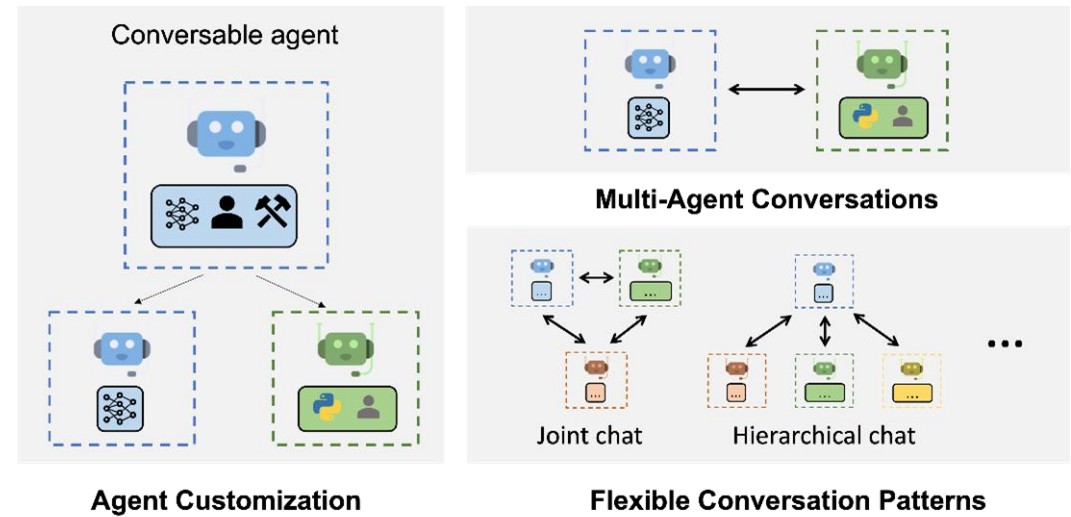 Conversable agent
Agent Customization
Multi-Agent Conversations
...
...
...
...
...
...
...
...
Joint chat
Hierarchical chat
Flexible Conversation Patterns